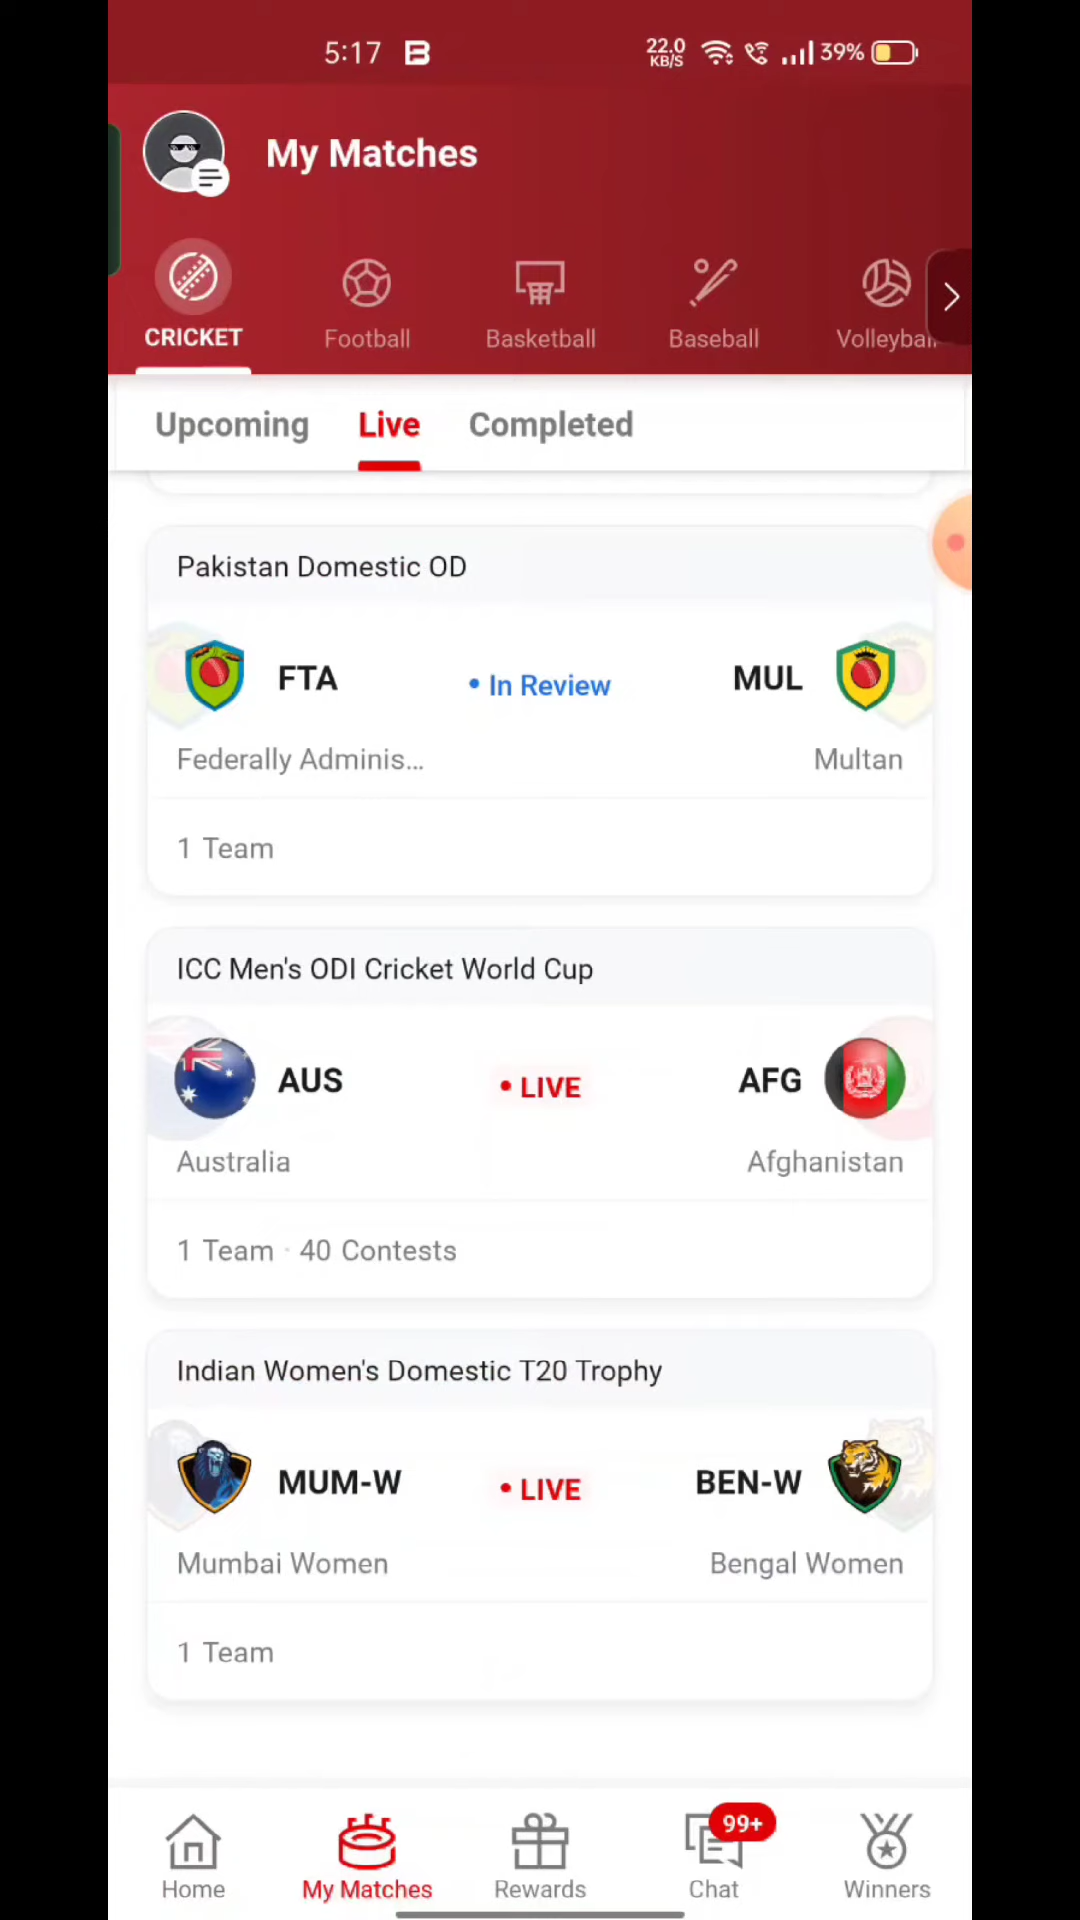 5:17 B 22.0 KB/S 39%
My Matches
CRICKET Football Basketball Baseball Volleyball
Upcoming Live Completed
Pakistan Domestic OD
FTA • In Review MUL
Federally Adminis... Multan
1 Team
ICC Men's ODI Cricket World Cup
AUS • LIVE AFG
Australia Afghanistan
1 Team · 40 Contests
Indian Women's Domestic T20 Trophy
MUM-W • LIVE BEN-W
Mumbai Women Bengal Women
1 Team
99+
Home My Matches Rewards Chat Winners